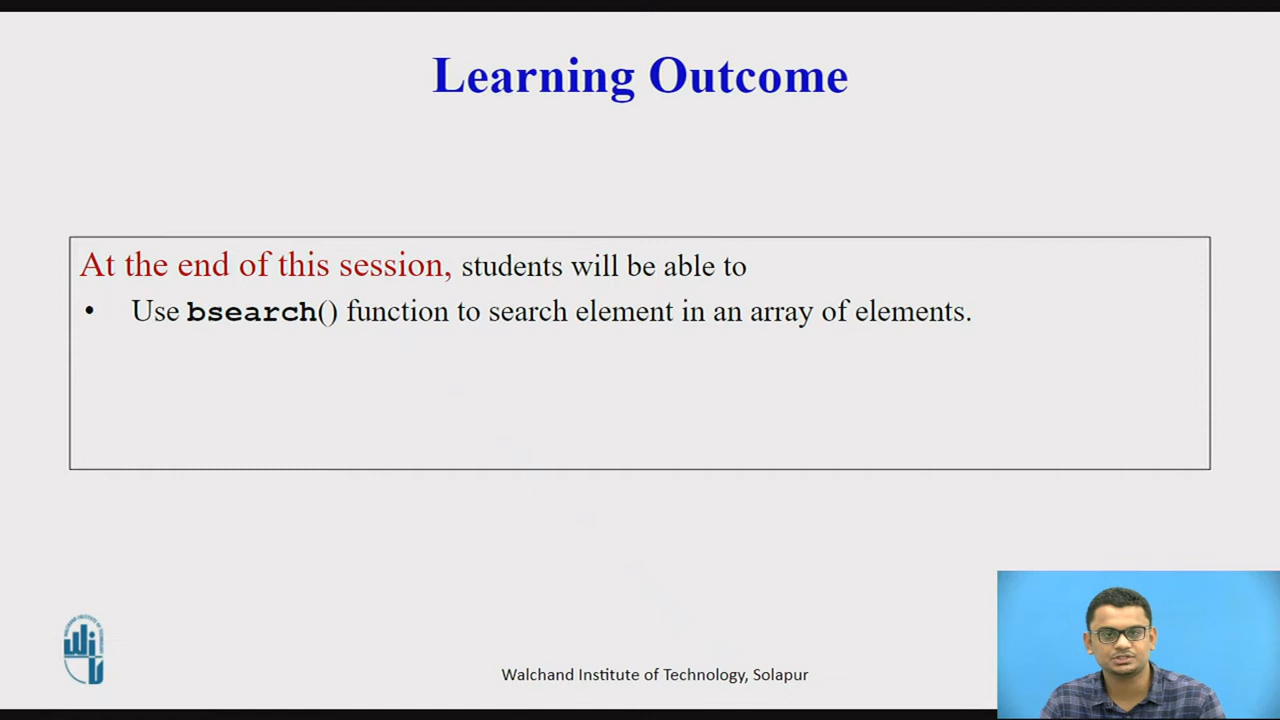 Learning Outcome
At the end of this session, students will be able to
• Use bsearch() function to search element in an array of elements.
Walchand Institute of Technology, Solapur